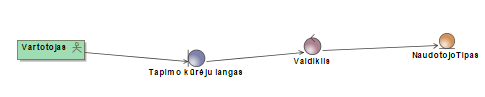 Vartotojas
Tapimo kūrėju langas
Valdiklis
NaudotojoTipas